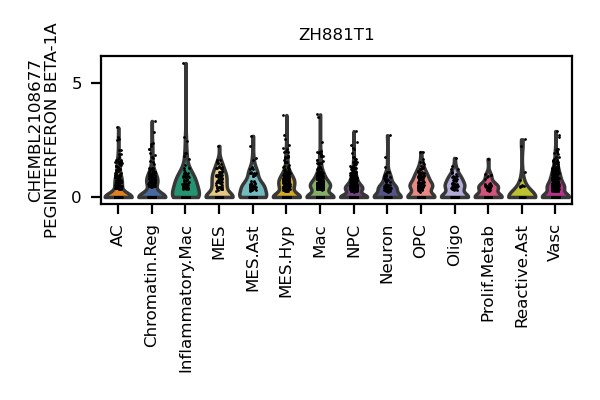 ZH881T1
CHEMBL2108677
PEGINTERFERON BETA-1A
5
0
AC
Chromatin.Reg
Inflammatory.Mac
MES
MES.Ast
MES.Hyp
Mac
NPC
Neuron
OPC
Oligo
Prolif.Metab
Reactive.Ast
Vasc